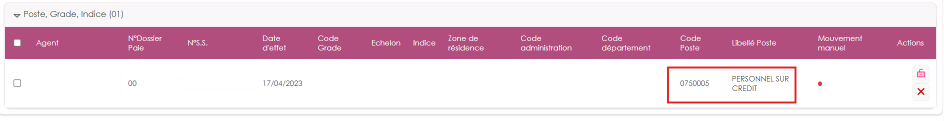 Poste, Grade, Indice (01)
Agent N°Dossier Paie N°S.S. Date d'effet Code Grade Echelon Indice Zone de résidence Code administration Code département Code Poste Libellé Poste Mouvement manuel Actions
00 17/04/2023 0750005 PERSONNEL SUR CREDIT